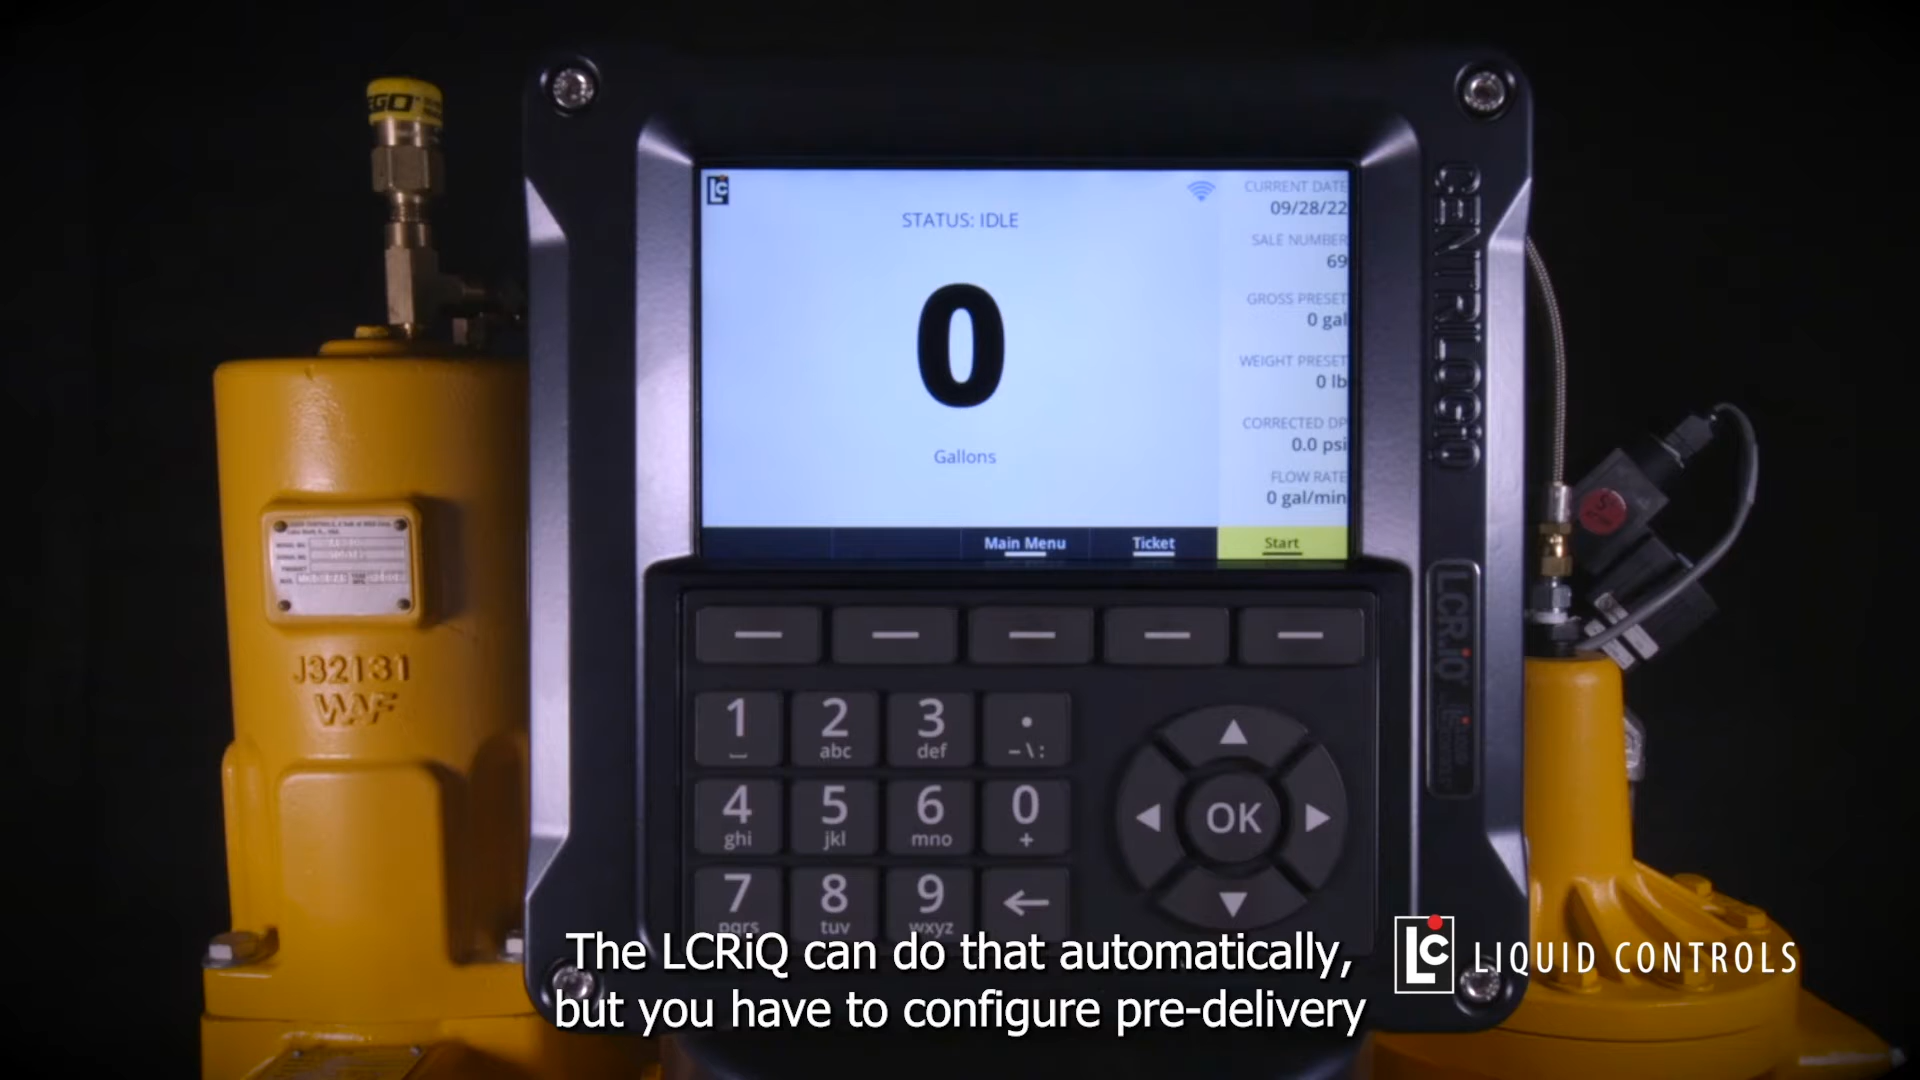 EGO
STATUS: IDLE
0
Gallons
CURRENT DATE
09/28/22
SALE NUMBER
69
GROSS PRESET
0 gal
WEIGHT PRESET
0 lb
CORRECTED DP
0.0 psi
FLOW RATE
0 gal/min
Main Menu
Ticket
Start
CENTRILOGIQ
LCR.iQ
J32131
WAF
1
2
abc
3
def
.
- \ :
4
ghi
5
jkl
6
mno
0
+
OK
7
pqrs
8
tuv
9
wxyz
The LCRiQ can do that automatically,
but you have to configure pre-delivery
LC LIQUID CONTROLS